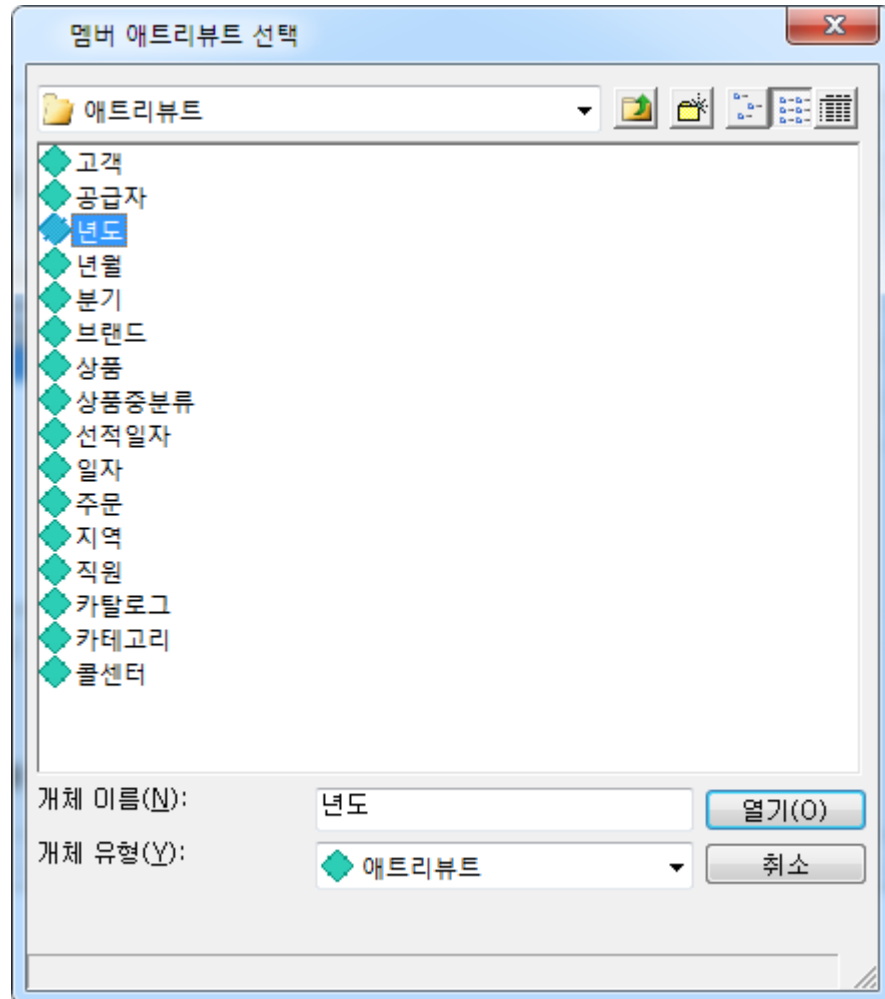 멤버 애트리뷰트 선택
애트리뷰트
고객
공급자
년도
년월
분기
브랜드
상품
상품중분류
선적일자
일자
주문
지역
직원
카탈로그
카테고리
콜센터
개체 이름(N):
년도
열기(O)
개체 유형(Y):
애트리뷰트
취소